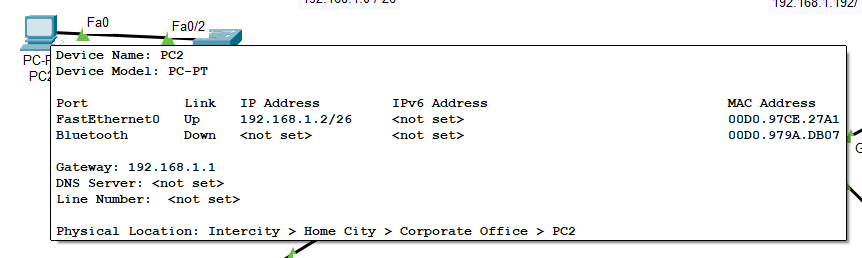 192.168.1.0 / 26
192.168.1.192/
Fa0
Fa0/2
PC-P
PC2
Device Name: PC2
Device Model: PC-PT
Port Link IP Address IPv6 Address MAC Address
FastEthernet0 Up 192.168.1.2/26 <not set> 00D0.97CE.27A1
Bluetooth Down <not set> <not set> 00D0.979A.DB07
Gateway: 192.168.1.1
DNS Server: <not set>
Line Number: <not set>
Physical Location: Intercity > Home City > Corporate Office > PC2
G